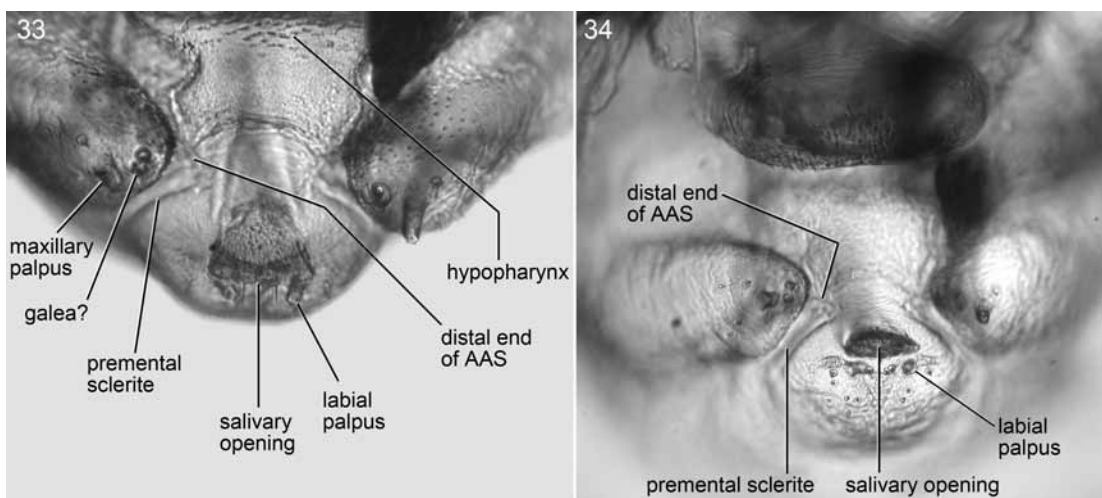 33
maxillary
palpus
galea?
premental
sclerite
salivary
opening
labial
palpus
distal end
of AAS
hypopharynx
34
distal end
of AAS
labial
palpus
premental sclerite
salivary opening